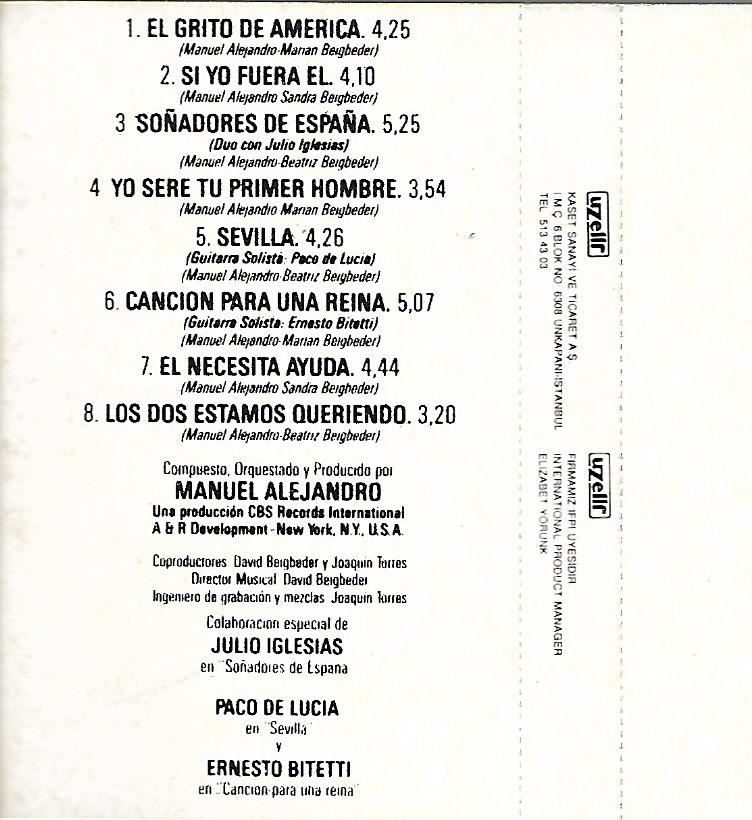 1. EL GRITO DE AMERICA. 4,25
(Manuel Alejandro-Marian Beigbeder)
2. SI YO FUERA EL. 4,10
(Manuel Alejandro Sandra Beigbeder)
3 SOÑADORES DE ESPAÑA. 5,25
(Duo con Julio Iglesias)
(Manuel Alejandro-Beatriz Beigbeder)
4 YO SERE TU PRIMER HOMBRE. 3,54
(Manuel Alejandro Marian Beigbeder)
5. SEVILLA. 4,26
(Guitarra Solista: Paco de Lucia)
(Manuel Alejandro-Beatriz Beigbeder)
6. CANCION PARA UNA REINA. 5,07
(Guitarra Solista: Ernesto Bitetti)
(Manuel Alejandro-Marian Beigbeder)
7. EL NECESITA AYUDA. 4,44
(Manuel Alejandro Sandra Beigbeder)
8. LOS DOS ESTAMOS QUERIENDO. 3,20
(Manuel Alejandro-Beatriz Beigbeder)
Compuesto, Orquestado y Producido por
MANUEL ALEJANDRO
Una producción CBS Records International
A & R Development - New York, N.Y., U.S.A.
Coproductores David Beigbeder y Joaquin Torres
Director Musical David Beigbeder
Ingeniero de grabación y mezclas Joaquin Torres
Colaboracion especial de
JULIO IGLESIAS
en "Soñadores de Espana
PACO DE LUCIA
en "Sevilla"
y
ERNESTO BITETTI
en "Cancion para una reina"
uzelli
KASET SANAYİ VE TİCARET A.Ş
İ.M.Ç. 6 BLOK NO 6308 UNKAPANI-İSTANBUL
TEL 513 43 03
uzelli
FİRMAMIZ IFPI ÜYESİDİR
INTERNATIONAL PRODUCT MANAGER
ELIZABET YORUNK